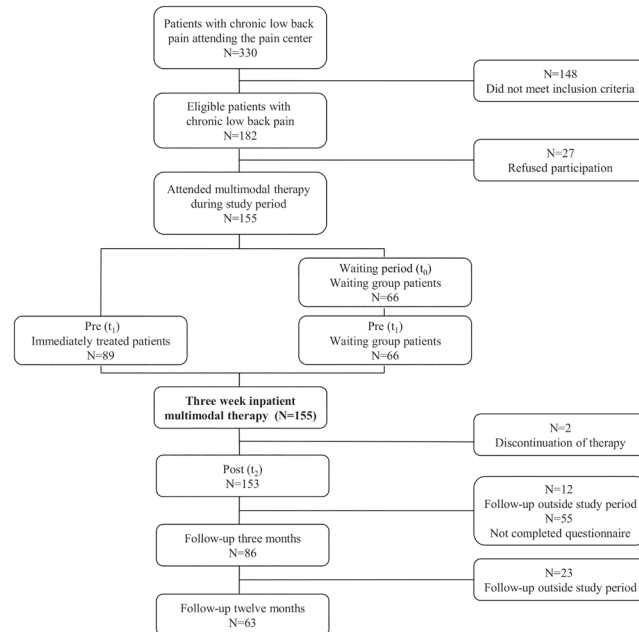 Patients with chronic low back
pain attending the pain center
N=330
N=148
Did not meet inclusion criteria
Eligible patients with
chronic low back pain
N=182
N=27
Refused participation
Attended multimodal therapy
during study period
N=155
Waiting period (t₀)
Waiting group patients
N=66
Pre (t₁)
Immediately treated patients
N=89
Pre (t₁)
Waiting group patients
N=66
Three week inpatient
multimodal therapy (N=155)
N=2
Discontinuation of therapy
Post (t₂)
N=153
N=12
Follow-up outside study period
N=55
Not completed questionnaire
Follow-up three months
N=86
N=23
Follow-up outside study period
Follow-up twelve months
N=63